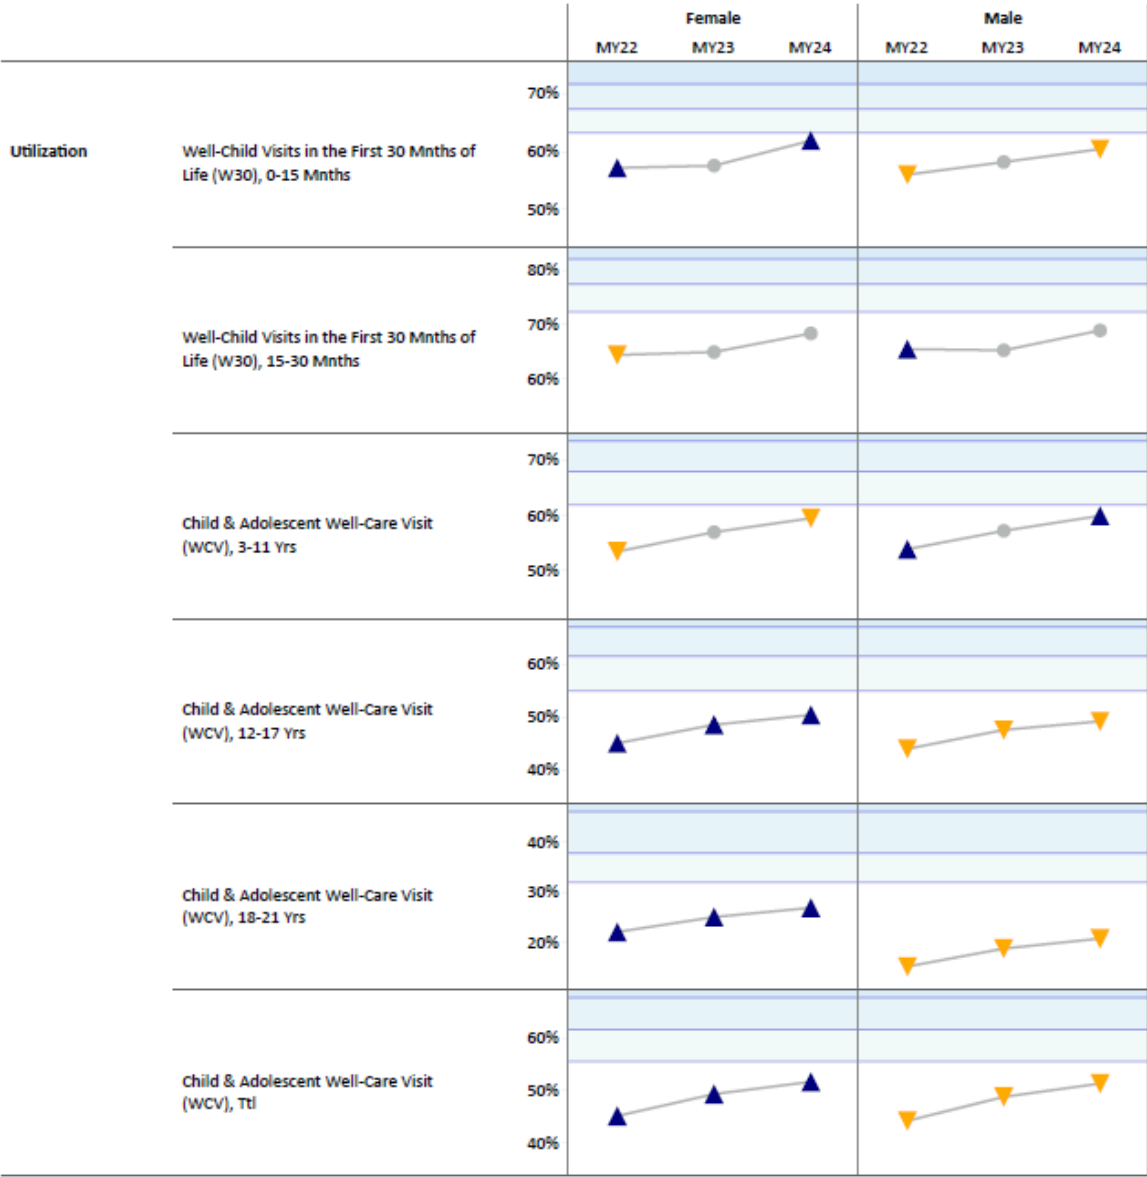 Female Male
MY22 MY23 MY24 MY22 MY23 MY24
70%
Utilization Well-Child Visits in the First 30 Mnths of 60%
Life (W30), 0-15 Mnths
50%
80%
Well-Child Visits in the First 30 Mnths of 70%
Life (W30), 15-30 Mnths
60%
70%
Child & Adolescent Well-Care Visit 60%
(WCV), 3-11 Yrs
50%
60%
Child & Adolescent Well-Care Visit 50%
(WCV), 12-17 Yrs
40%
40%
Child & Adolescent Well-Care Visit 30%
(WCV), 18-21 Yrs
20%
60%
Child & Adolescent Well-Care Visit 50%
(WCV), Ttl
40%